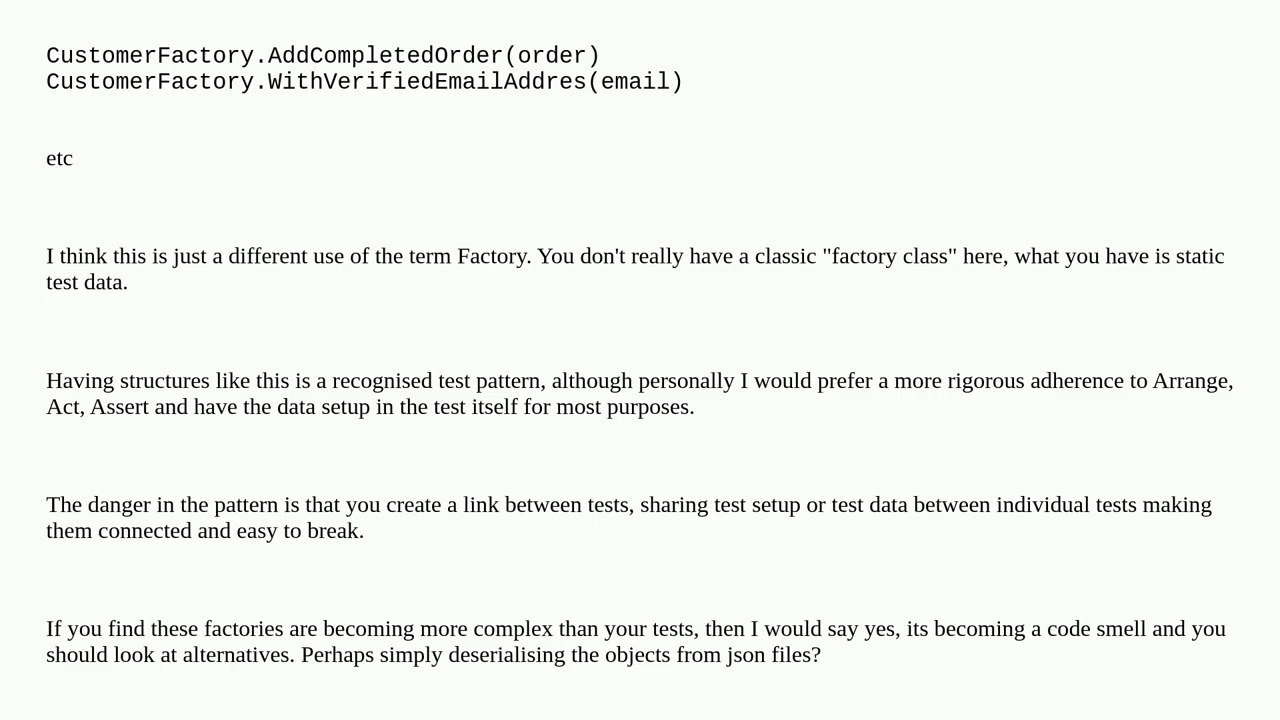 CustomerFactory.AddCompletedOrder(order)
CustomerFactory.WithVerifiedEmailAddres(email)
etc
I think this is just a different use of the term Factory. You don't really have a classic "factory class" here, what you have is static
test data.
Having structures like this is a recognised test pattern, although personally I would prefer a more rigorous adherence to Arrange,
Act, Assert and have the data setup in the test itself for most purposes.
The danger in the pattern is that you create a link between tests, sharing test setup or test data between individual tests making
them connected and easy to break.
If you find these factories are becoming more complex than your tests, then I would say yes, its becoming a code smell and you
should look at alternatives. Perhaps simply deserialising the objects from json files?